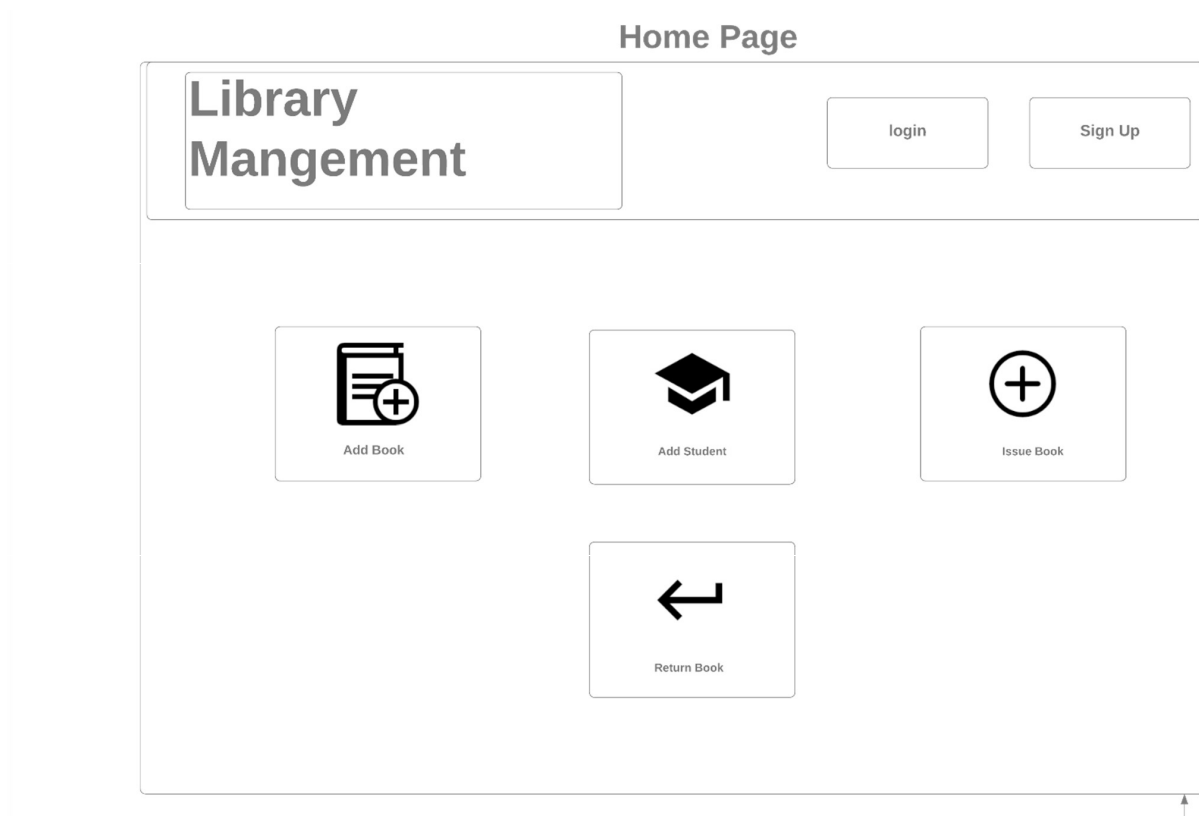 Home Page
Library
Mangement
login
Sign Up
Add Book
Add Student
Issue Book
Return Book